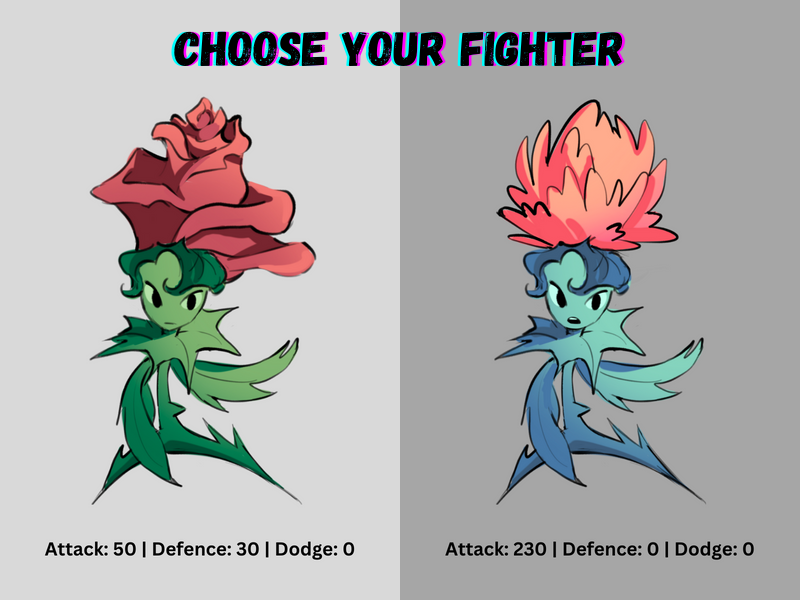 CHOOSE YOUR FIGHTER
Attack: 50 | Defence: 30 | Dodge: 0
Attack: 230 | Defence: 0 | Dodge: 0